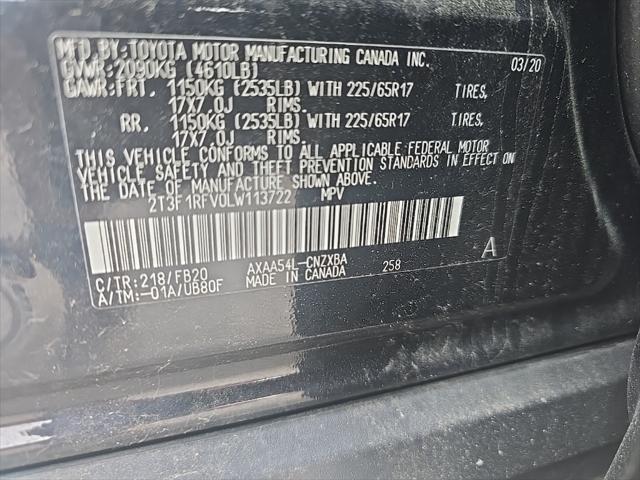 MFD.BY:TOYOTA MOTOR MANUFACTURING CANADA INC. 03/20
GVWR:2090KG (4610LB)
GAWR:FRT. 1150KG (2535LB) WITH 225/65R17 TIRES,
17X7.0J RIMS.
RR. 1150KG (2535LB) WITH 225/65R17 TIRES,
17X7.0J RIMS.
THIS VEHICLE CONFORMS TO ALL APPLICABLE FEDERAL MOTOR
VEHICLE SAFETY AND THEFT PREVENTION STANDARDS IN EFFECT ON
THE DATE OF MANUFACTURE SHOWN ABOVE.
2T3F1RFV0LW113722 MPV
C/TR:218/FB20 AXAA54L-CNZXBA 258 A
A/TM:-01A/UB80F MADE IN CANADA